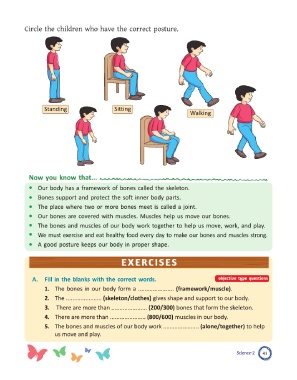 Circle the children who have the correct posture.
Standing
Sitting
Walking
Now you know that...
• Our body has a framework of bones called the skeleton.
• Bones support and protect the soft inner body parts.
• The place where two or more bones meet is called a joint.
• Our bones are covered with muscles. Muscles help us move our bones.
• The bones and muscles of our body work together to help us move, work, and play.
• We must exercise and eat healthy food every day to make our bones and muscles strong.
• A good posture keeps our body in proper shape.
EXERCISES
objective type questions
A. Fill in the blanks with the correct words.
1. The bones in our body form a ..................... (framework/muscle).
2. The ..................... (skeleton/clothes) gives shape and support to our body.
3. There are more than ..................... (200/300) bones that form the skeleton.
4. There are more than ..................... (800/600) muscles in our body.
5. The bones and muscles of our body work ..................... (alone/together) to help
us move and play.
Science-2